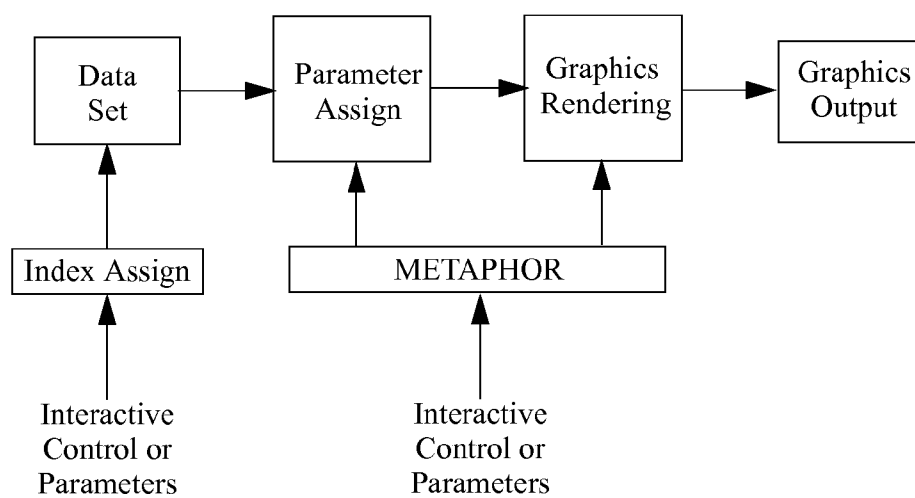 Data
Set
Parameter
Assign
Graphics
Rendering
Graphics
Output
Index Assign
METAPHOR
Interactive
Control or
Parameters
Interactive
Control or
Parameters